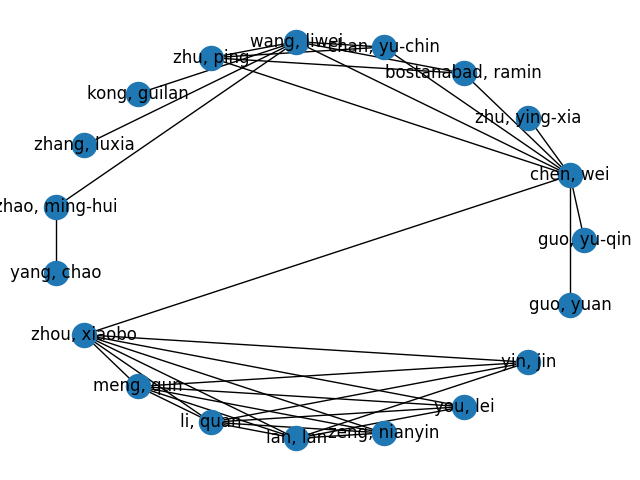 wang, liwei
chan, yu-chin
zhu, ping
bostanabad, ramin
kong, guilan
zhu, ying-xia
zhang, luxia
chen, wei
zhao, ming-hui
guo, yu-qin
yang, chao
guo, yuan
zhou, xiaobo
yin, jin
meng, qun
you, lei
li, quan
zeng, nianyin
lan, lan